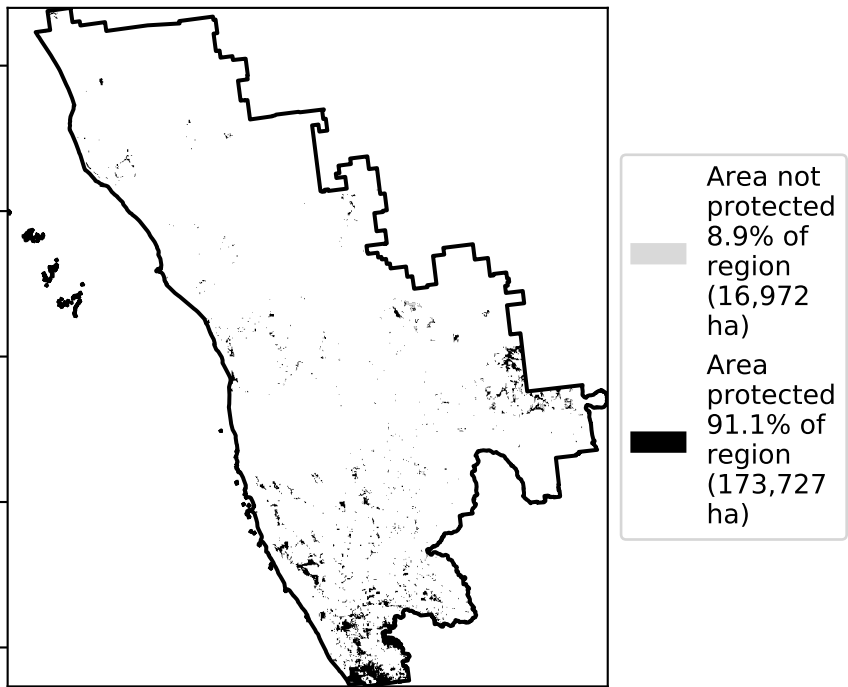 Area not
protected
8.9% of
region
(16,972
ha)
Area
protected
91.1% of
region
(173,727
ha)